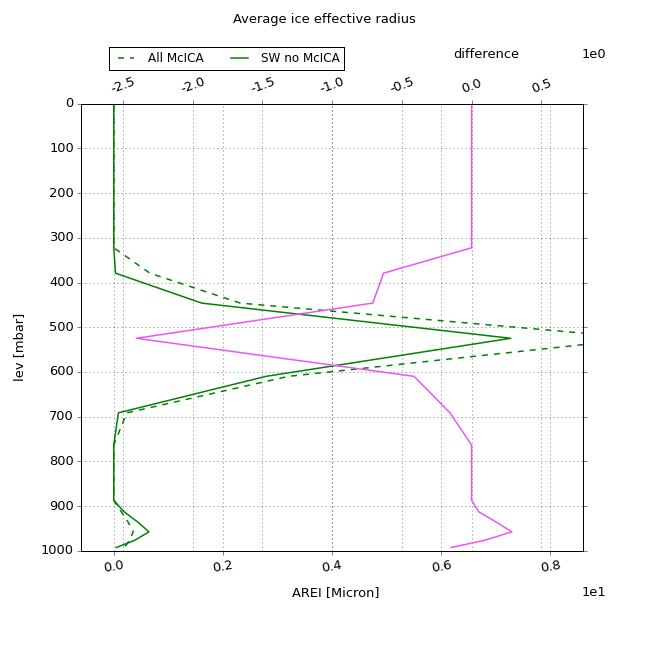 Average ice effective radius
All McICA SW no McICA difference 1e0
-2.5 -2.0 -1.5 -1.0 -0.5 0.0 0.5
0
100
200
300
400
500
600
700
800
900
1000
lev [mbar]
0.0 0.2 0.4 0.6 0.8
AREI [Micron] 1e1